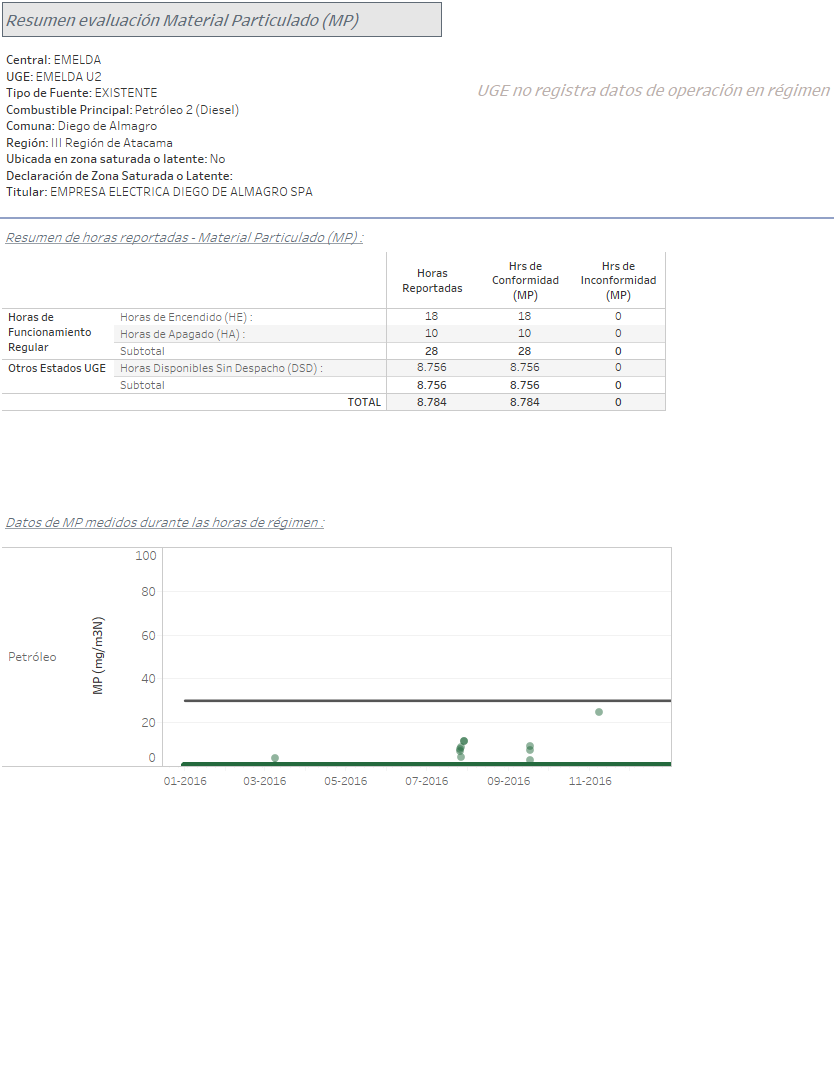 Resumen evaluación Material Particulado (MP)
Central: EMELDA
UGE: EMELDA U2
Tipo de Fuente: EXISTENTE
Combustible Principal: Petróleo 2 (Diesel)
Comuna: Diego de Almagro
Región: III Región de Atacama
Ubicada en zona saturada o latente: No
Declaración de Zona Saturada o Latente:
Titular: EMPRESA ELECTRICA DIEGO DE ALMAGRO SPA
UGE no registra datos de operación en régimen
Resumen de horas reportadas - Material Particulado (MP) :
Horas Reportadas Hrs de Conformidad (MP) Hrs de Inconformidad (MP)
Horas de Funcionamiento Regular Horas de Encendido (HE) : 18 18 0
Horas de Apagado (HA) : 10 10 0
Subtotal 28 28 0
Otros Estados UGE Horas Disponibles Sin Despacho (DSD) : 8.756 8.756 0
Subtotal 8.756 8.756 0
TOTAL 8.784 8.784 0
Datos de MP medidos durante las horas de régimen :
Petróleo
MP (mg/m3N)
100
80
60
40
20
0
01-2016 03-2016 05-2016 07-2016 09-2016 11-2016